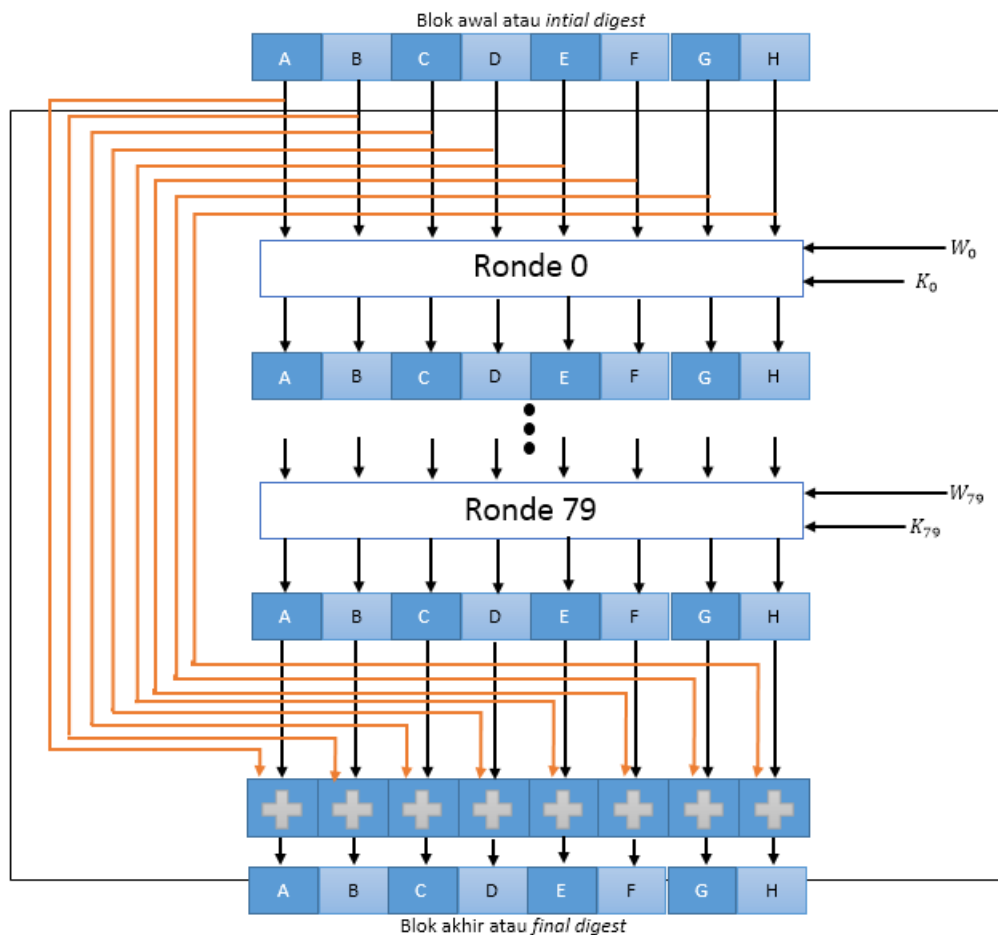 Blok awal atau intial digest
A B C D E F G H
Ronde 0
W₀
K₀
A B C D E F G H
Ronde 79
W₇₉
K₇₉
A B C D E F G H
A B C D E F G H
Blok akhir atau final digest